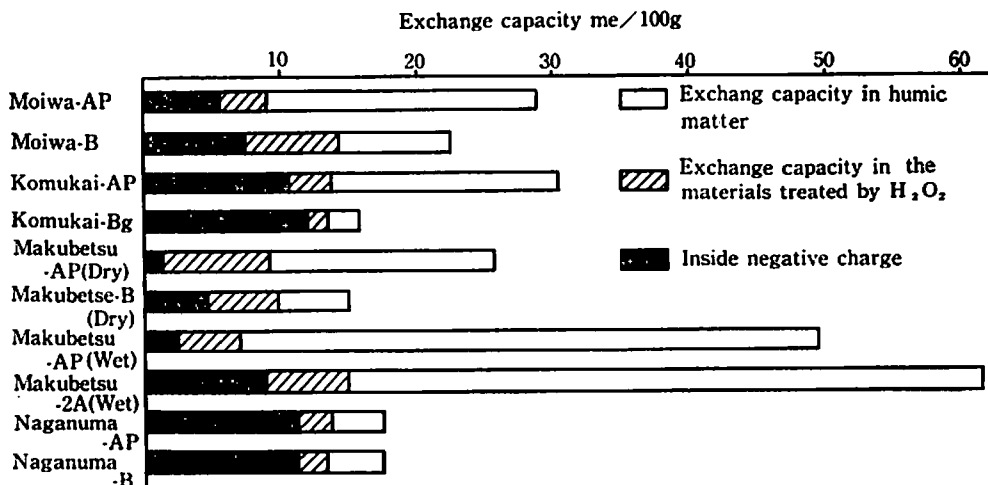 Exchange capacity me/100g
10 20 30 40 50 60
Moiwa-AP
Moiwa-B
Komukai-AP
Komukai-Bg
Makubetsu
-AP(Dry)
Makubetse-B
(Dry)
Makubetsu
-AP(Wet)
Makubetsu
-2A(Wet)
Naganuma
-AP
Naganuma
-B
Exchang capacity in humic
matter
Exchange capacity in the
materials treated by H₂O₂
Inside negative charge